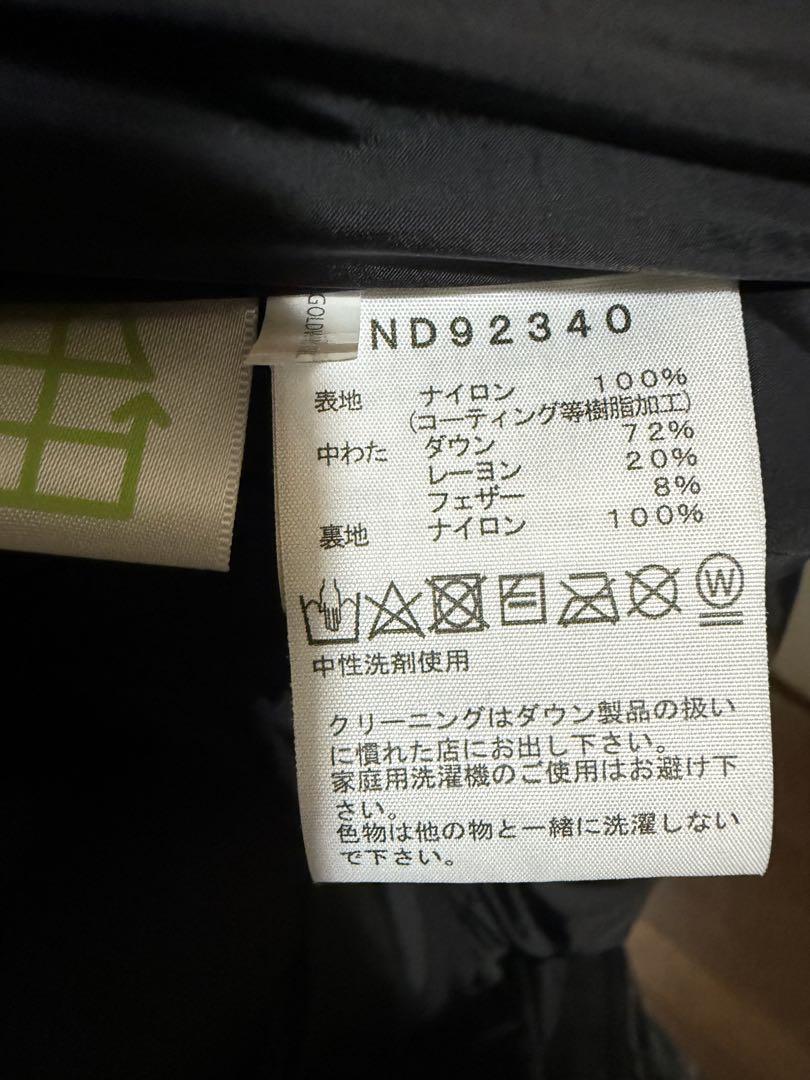 ND92340
表地 ナイロン 100%
(コーティング等樹脂加工)
中わた ダウン 72%
レーヨン 20%
フェザー 8%
裏地 ナイロン 100%
W
中性洗剤使用
クリーニングはダウン製品の扱い
に慣れた店にお出し下さい。
家庭用洗濯機のご使用はお避け下
さい。
色物は他の物と一緒に洗濯しない
で下さい。